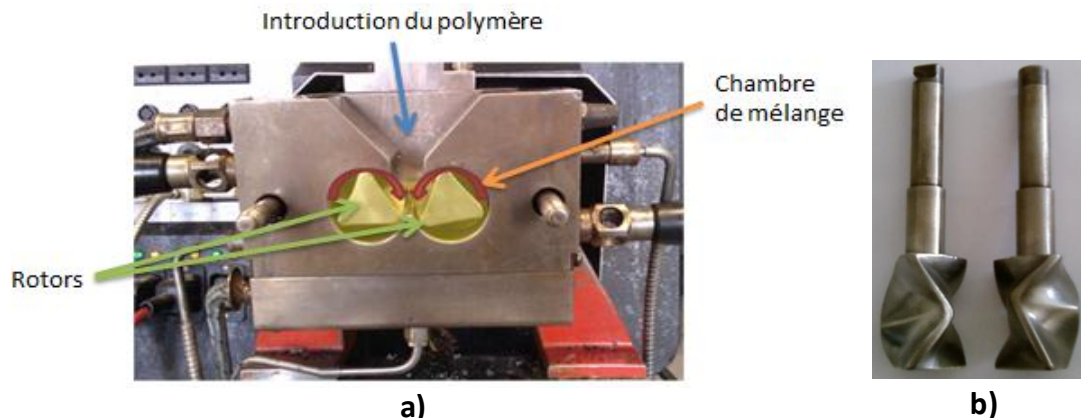 Introduction du polymère
Chambre
de mélange
Rotors
a)
b)